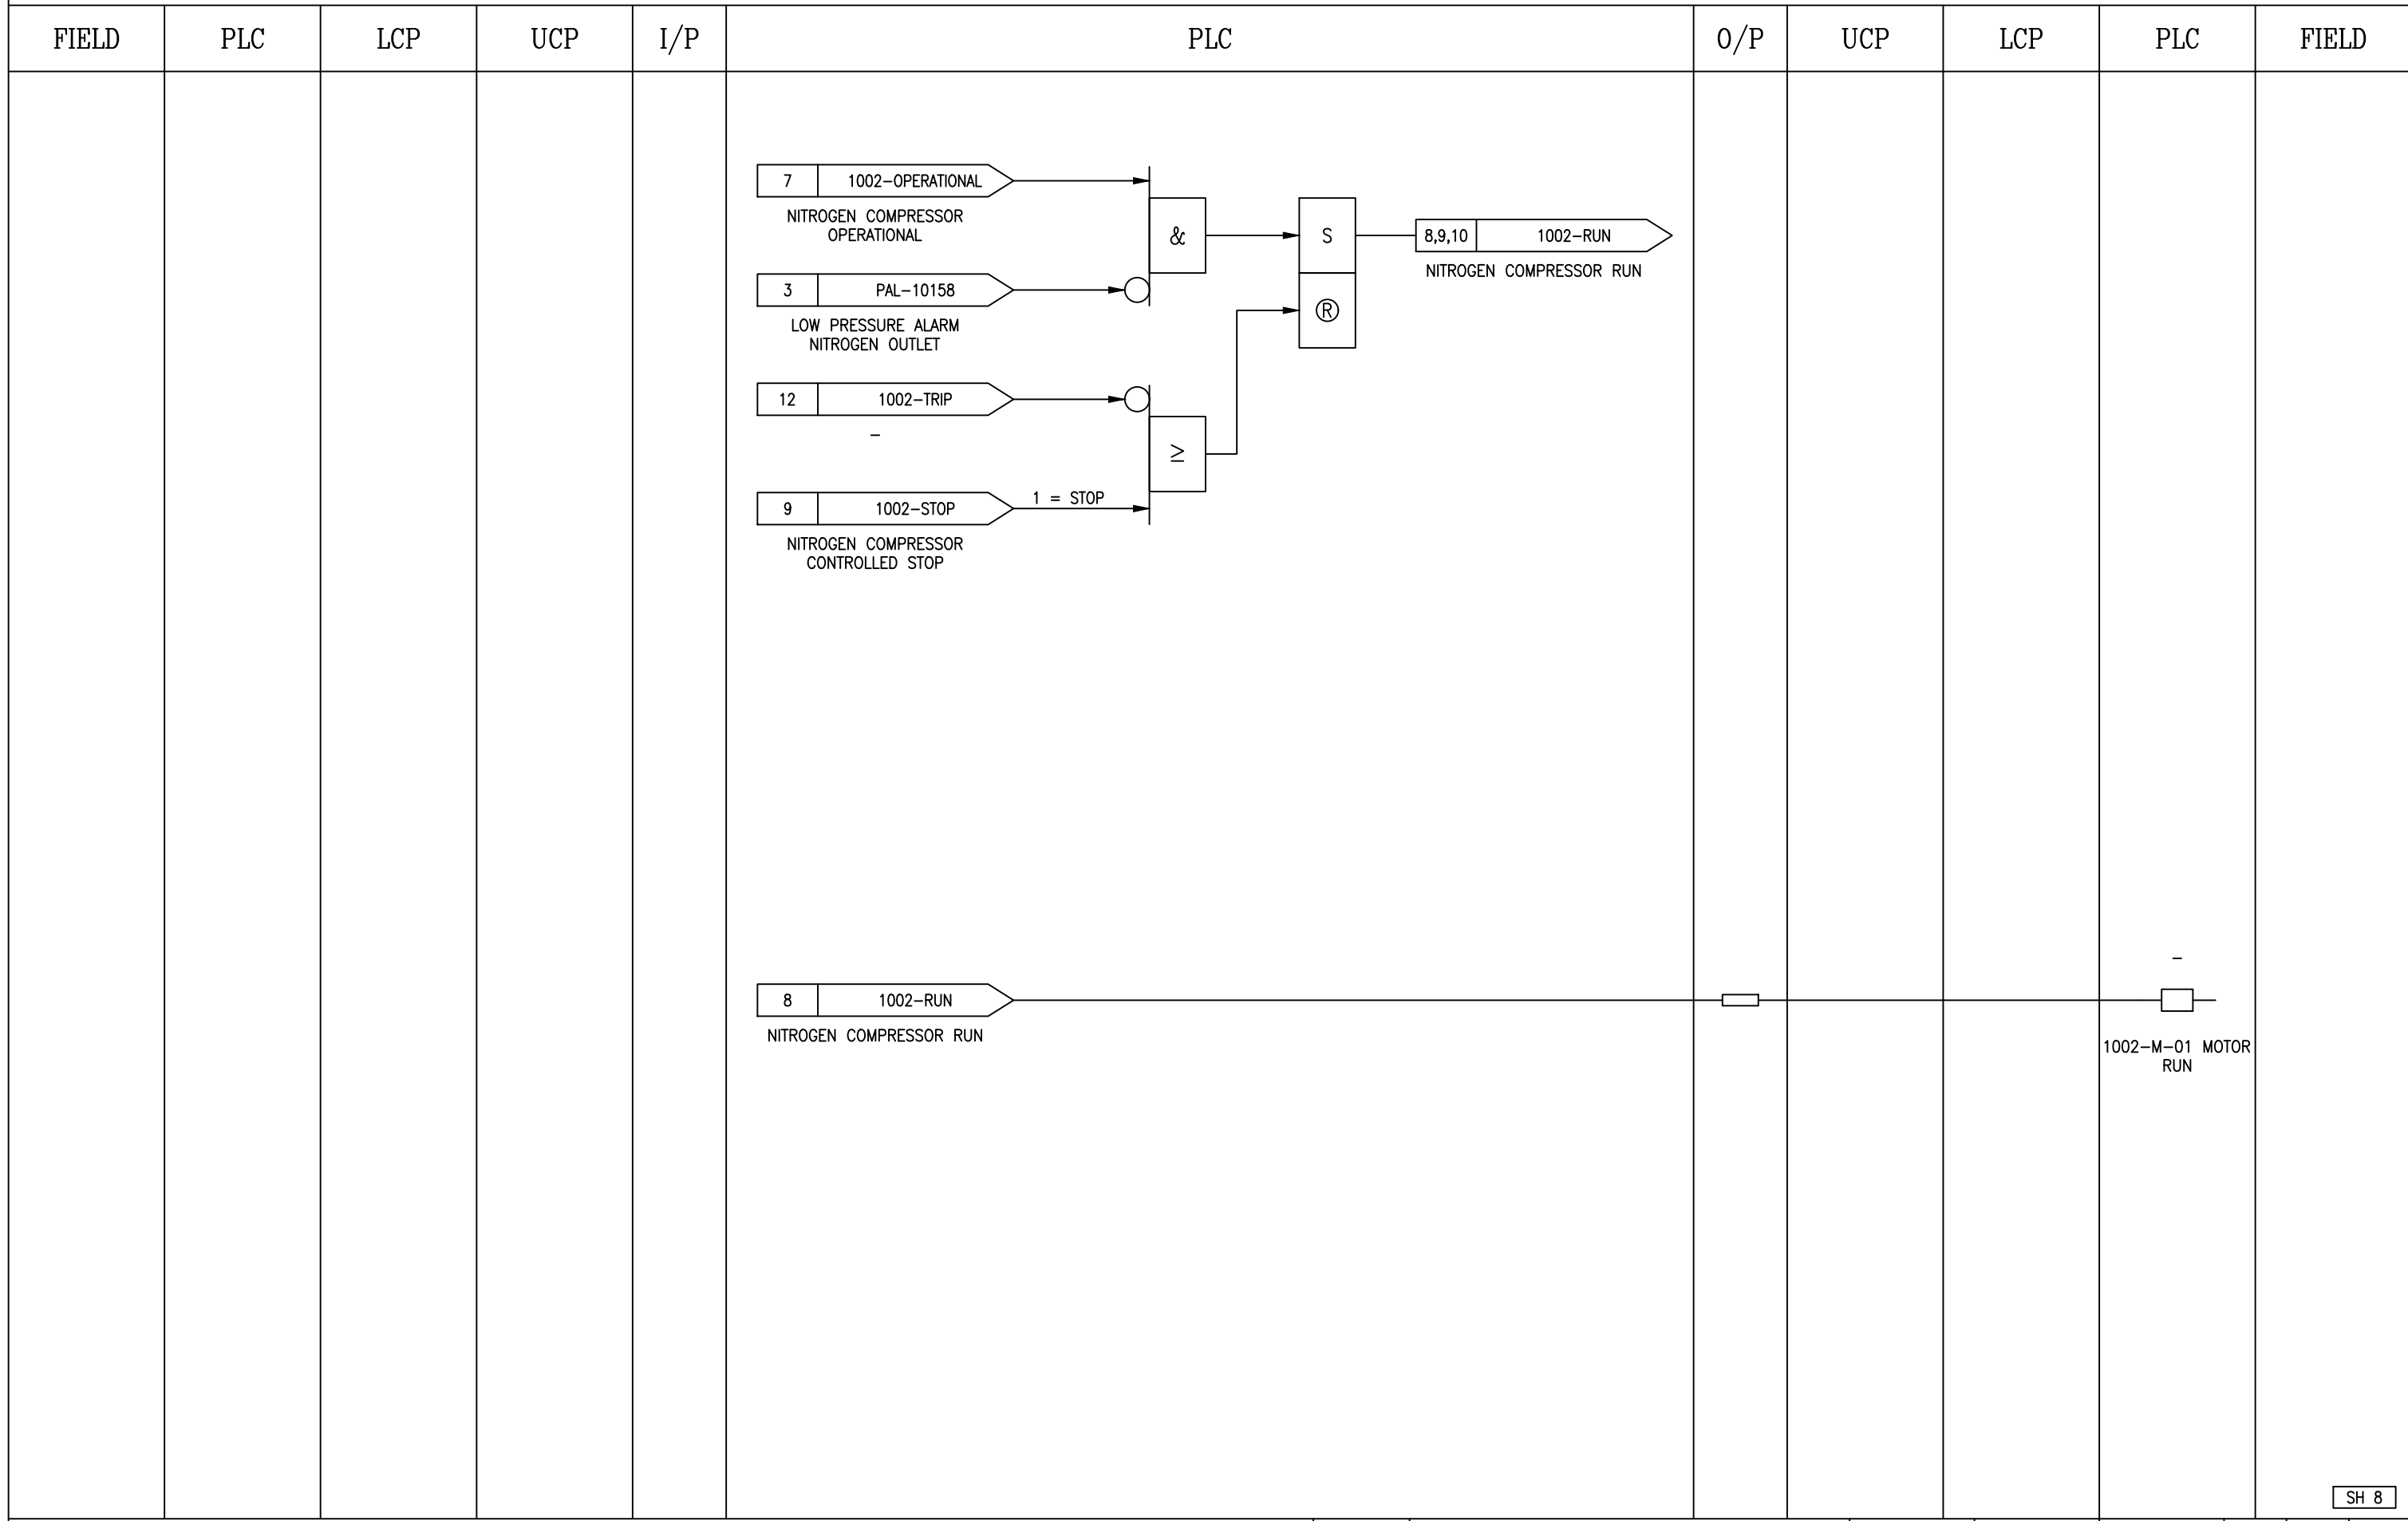 FIELD PLC LCP UCP I/P PLC O/P UCP LCP PLC FIELD
7 1002-OPERATIONAL
NITROGEN COMPRESSOR
OPERATIONAL
& S 8,9,10 1002-RUN
NITROGEN COMPRESSOR RUN
3 PAL-10158
LOW PRESSURE ALARM
NITROGEN OUTLET
R
12 1002-TRIP
-
≥
9 1002-STOP 1 = STOP
NITROGEN COMPRESSOR
CONTROLLED STOP
-
8 1002-RUN
NITROGEN COMPRESSOR RUN
1002-M-01 MOTOR
RUN
SH 8